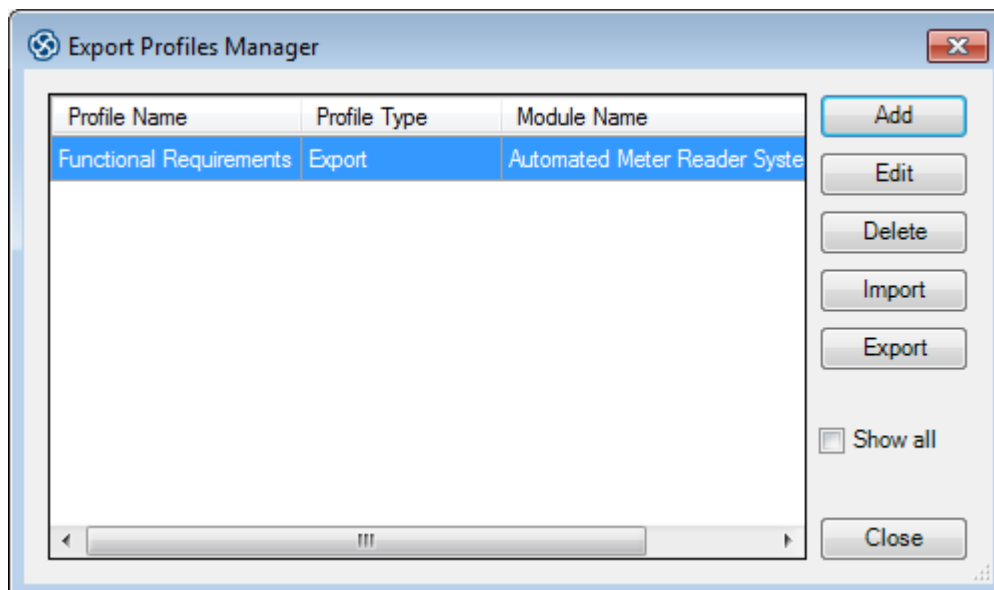 Export Profiles Manager
Profile Name Profile Type Module Name
Functional Requirements Export Automated Meter Reader Syste
Add
Edit
Delete
Import
Export
Show all
Close